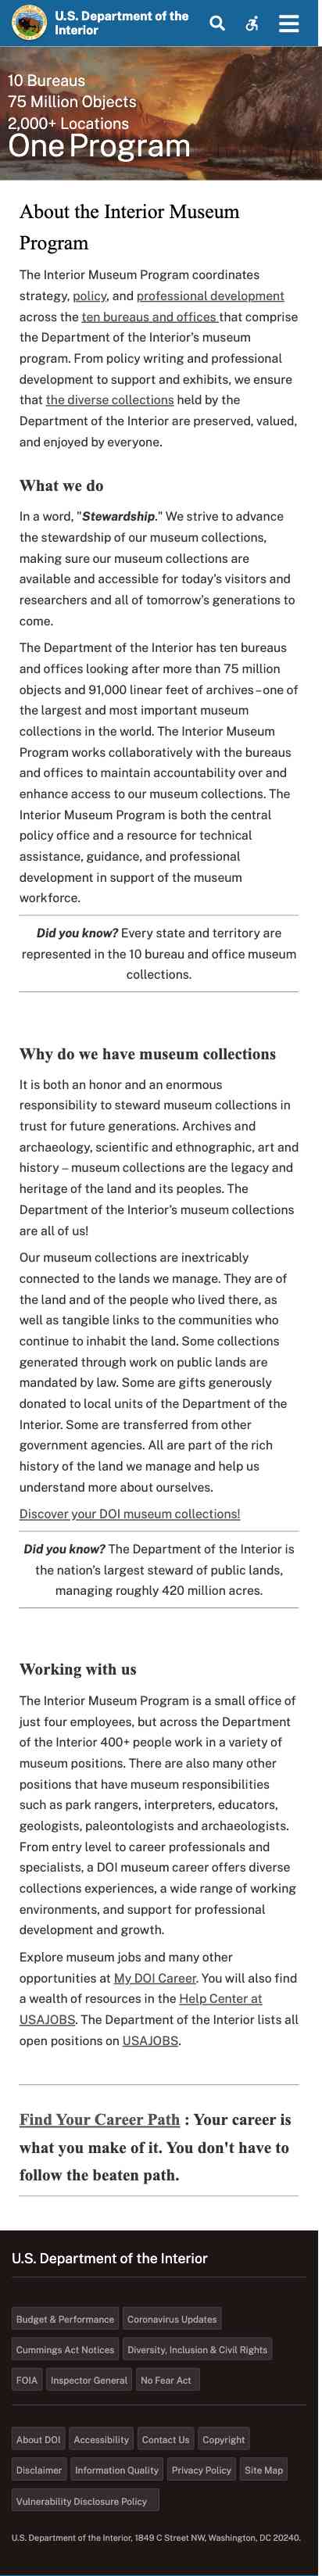 U.S. Department of the
Interior
10 Bureaus
75 Million Objects
2,000+ Locations
One Program
About the Interior Museum
Program
The Interior Museum Program coordinates
strategy, policy, and professional development
across the ten bureaus and offices that comprise
the Department of the Interior's museum
program. From policy writing and professional
development to support and exhibits, we ensure
that the diverse collections held by the
Department of the Interior are preserved, valued,
and enjoyed by everyone.
What we do
In a word, "Stewardship." We strive to advance
the stewardship of our museum collections,
making sure our museum collections are
available and accessible for today's visitors and
researchers and all of tomorrow's generations to
come.
The Department of the Interior has ten bureaus
and offices looking after more than 75 million
objects and 91,000 linear feet of archives – one of
the largest and most important museum
collections in the world. The Interior Museum
Program works collaboratively with the bureaus
and offices to maintain accountability over and
enhance access to our museum collections. The
Interior Museum Program is both the central
policy office and a resource for technical
assistance, guidance, and professional
development in support of the museum
workforce.
Did you know? Every state and territory are
represented in the 10 bureau and office museum
collections.
Why do we have museum collections
It is both an honor and an enormous
responsibility to steward museum collections in
trust for future generations. Archives and
archaeology, scientific and ethnographic, art and
history – museum collections are the legacy and
heritage of the land and its peoples. The
Department of the Interior's museum collections
are all of us!
Our museum collections are inextricably
connected to the lands we manage. They are of
the land and of the people who lived there, as
well as tangible links to the communities who
continue to inhabit the land. Some collections
generated through work on public lands are
mandated by law. Some are gifts generously
donated to local units of the Department of the
Interior. Some are transferred from other
government agencies. All are part of the rich
history of the land we manage and help us
understand more about ourselves.
Discover your DOI museum collections!
Did you know? The Department of the Interior is
the nation's largest steward of public lands,
managing roughly 420 million acres.
Working with us
The Interior Museum Program is a small office of
just four employees, but across the Department
of the Interior 400+ people work in a variety of
museum positions. There are also many other
positions that have museum responsibilities
such as park rangers, interpreters, educators,
geologists, paleontologists and archaeologists.
From entry level to career professionals and
specialists, a DOI museum career offers diverse
collections experiences, a wide range of working
environments, and support for professional
development and growth.
Explore museum jobs and many other
opportunities at My DOI Career. You will also find
a wealth of resources in the Help Center at
USAJOBS. The Department of the Interior lists all
open positions on USAJOBS.
Find Your Career Path : Your career is
what you make of it. You don't have to
follow the beaten path.
U.S. Department of the Interior
Budget & Performance Coronavirus Updates
Cummings Act Notices Diversity, Inclusion & Civil Rights
FOIA Inspector General No Fear Act
About DOI Accessibility Contact Us Copyright
Disclaimer Information Quality Privacy Policy Site Map
Vulnerability Disclosure Policy
U.S. Department of the Interior, 1849 C Street NW, Washington, DC 20240.